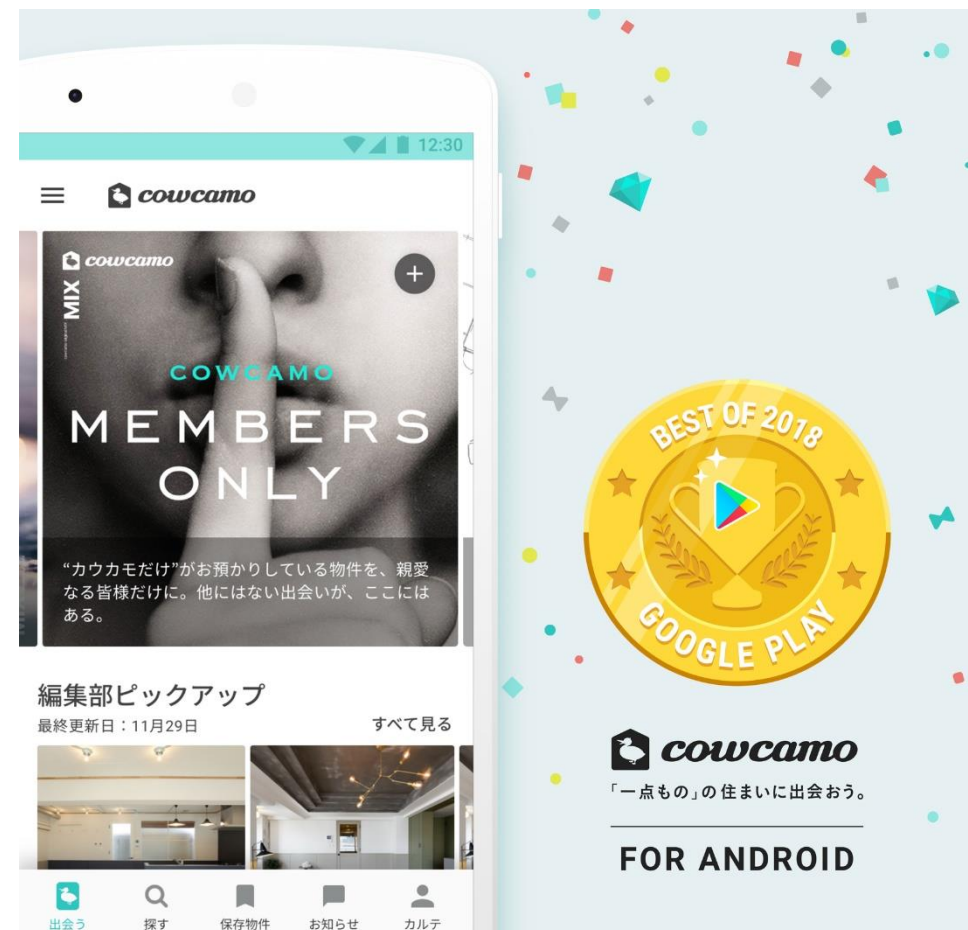 12:30
cowcamo
cowcamo
MIX
COWCAMO
MEMBERS
ONLY
“カウカモだけ”がお預かりしている物件を、親愛
なる皆様だけに。他にはない出会いが、ここには
ある。
編集部ピックアップ
最終更新日：11月29日
すべて見る
出会う
探す
保存物件
お知らせ
カルテ
BEST OF 2018
GOOGLE PLAY
cowcamo
「一点もの」の住まいに出会おう。
FOR ANDROID